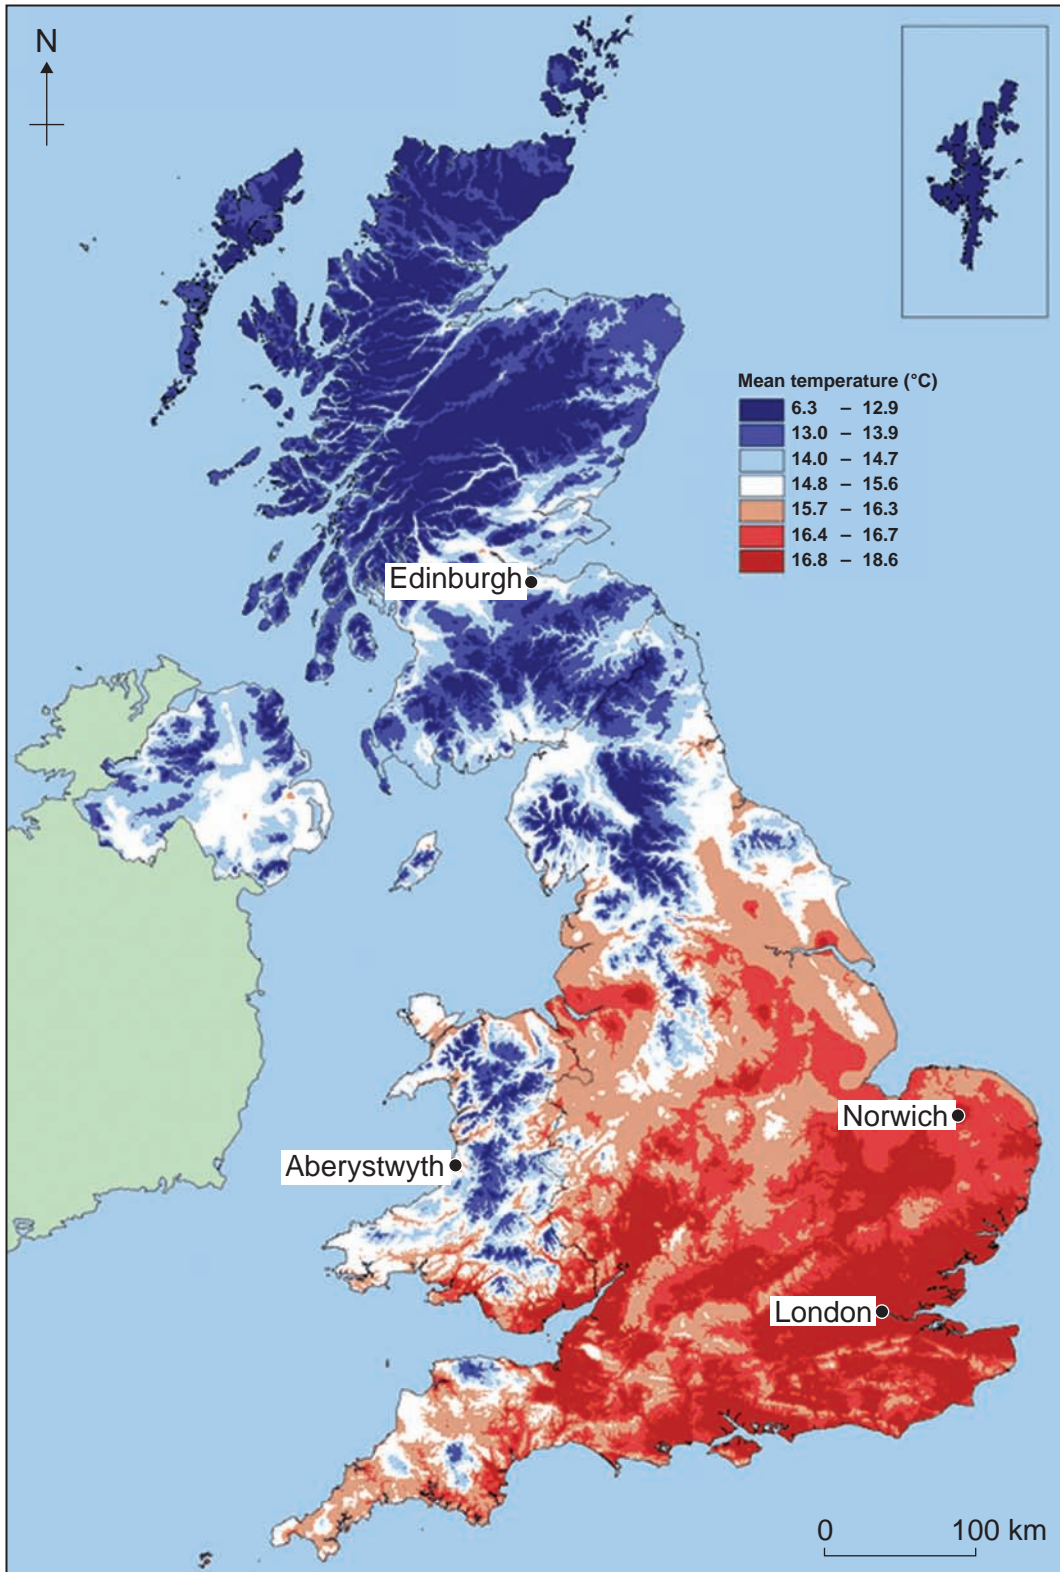 N
Mean temperature (°C)
6.3 – 12.9
13.0 – 13.9
14.0 – 14.7
14.8 – 15.6
15.7 – 16.3
16.4 – 16.7
16.8 – 18.6
Edinburgh
Norwich
Aberystwyth
London
0 100 km